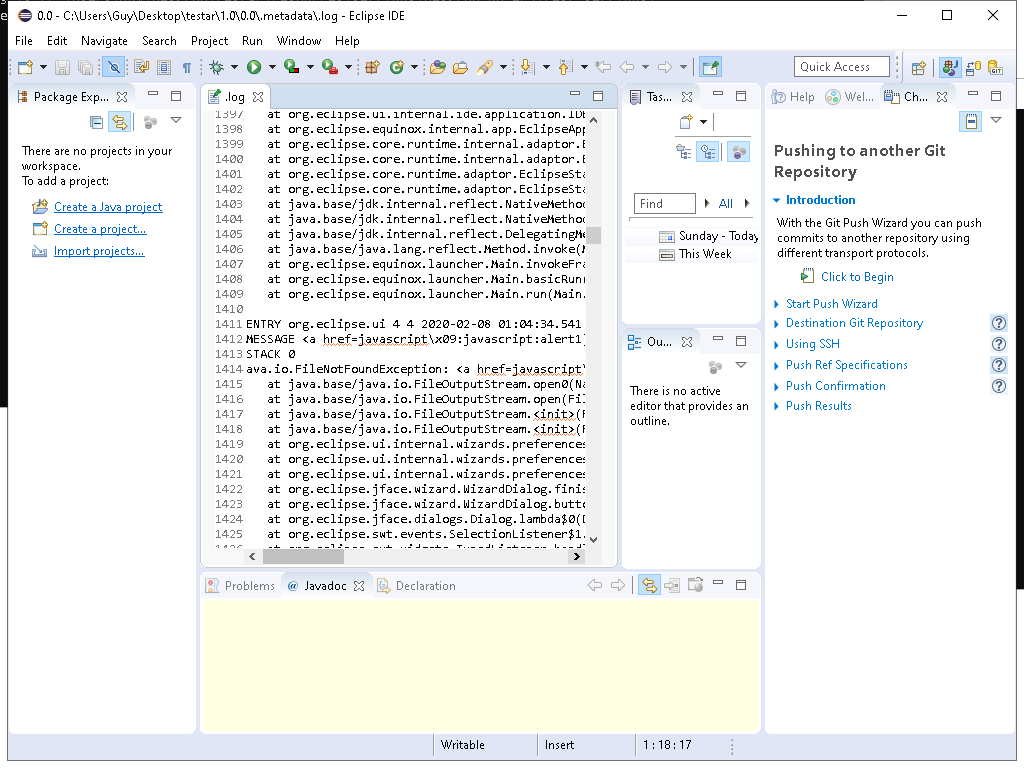 0.0 - C:\Users\Guy\Desktop\testar\1.0\0.0\.metadata\.log - Eclipse IDE
File Edit Navigate Search Project Run Window Help
Quick Access
Package Exp...
There are no projects in your
workspace.
To add a project:
Create a Java project
Create a project...
Import projects...
.log
1397 at org.eclipse.ui.internal.ide.application.IDE
1398 at org.eclipse.equinox.internal.app.EclipseApp
1399 at org.eclipse.core.runtime.internal.adaptor.E
1400 at org.eclipse.core.runtime.internal.adaptor.E
1401 at org.eclipse.core.runtime.adaptor.EclipseSta
1402 at org.eclipse.core.runtime.adaptor.EclipseSta
1403 at java.base/jdk.internal.reflect.NativeMethod
1404 at java.base/jdk.internal.reflect.NativeMethod
1405 at java.base/jdk.internal.reflect.DelegatingMe
1406 at java.base/java.lang.reflect.Method.invoke(M
1407 at org.eclipse.equinox.launcher.Main.invokeFra
1408 at org.eclipse.equinox.launcher.Main.basicRun
1409 at org.eclipse.equinox.launcher.Main.run(Main.
1410
1411 ENTRY org.eclipse.ui 4 4 2020-02-08 01:04:34.541
1412 MESSAGE <a href=javascript\x09:javascript:alert1
1413 STACK 0
1414 ava.io.FileNotFoundException: <a href=javascript\
1415 at java.base/java.io.FileOutputStream.open0(Na
1416 at java.base/java.io.FileOutputStream.open(Fil
1417 at java.base/java.io.FileOutputStream.<init>(F
1418 at java.base/java.io.FileOutputStream.<init>(F
1419 at org.eclipse.ui.internal.wizards.preferences
1420 at org.eclipse.ui.internal.wizards.preferences
1421 at org.eclipse.ui.internal.wizards.preferences
1422 at org.eclipse.jface.wizard.WizardDialog.finis
1423 at org.eclipse.jface.wizard.WizardDialog.butto
1424 at org.eclipse.jface.dialogs.Dialog.lambda$0(D
1425 at org.eclipse.swt.events.SelectionListener$1.
Tas...
Find
All
Sunday - Today
This Week
Ou...
There is no active
editor that provides an
outline.
Help Wel... Ch...
Pushing to another Git
Repository
Introduction
With the Git Push Wizard you can push
commits to another repository using
different transport protocols.
Click to Begin
Start Push Wizard
Destination Git Repository
Using SSH
Push Ref Specifications
Push Confirmation
Push Results
Problems @ Javadoc Declaration
Writable Insert 1 : 18 : 17